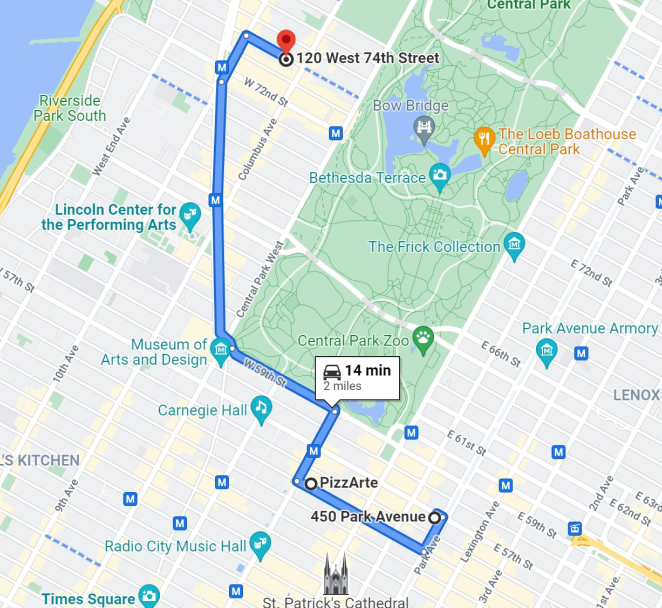 Central Park
120 West 74th Street
M
W 72nd St
Riverside
Park South
West End Ave
Columbus Ave
Bow Bridge
M
The Loeb Boathouse
Central Park
Bethesda Terrace
Park Ave
M
M
Lincoln Center for
the Performing Arts
The Frick Collection
Central Park West
E 72nd St
W 57th St
Central Park Zoo
Park Avenue Armory
Museum of
Arts and Design
E 66th St
M
10th Ave
W 59th St
14 min
2 miles
LENOX
Carnegie Hall
M
E 61st St
M
L'S KITCHEN
PizzArte
M
M
9th Ave
2nd Ave
M
450 Park Avenue
M
E 62nd St
E 60th St
E 59th St
Radio City Music Hall
Park Ave
Lexington Ave
E 57th St
3rd Ave
1st Ave.
Times Square
M
St. Patrick's Cathedral